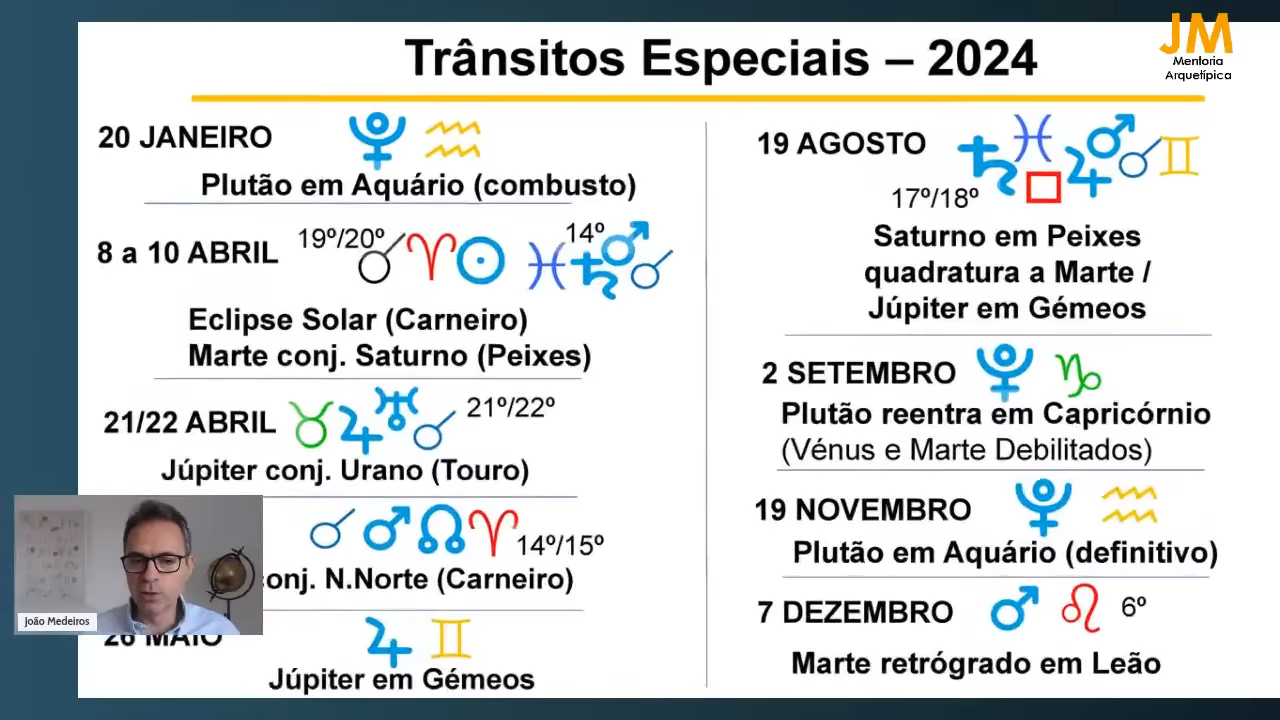 Trânsitos Especiais – 2024
JM
Mentoria
Arquetípica
20 JANEIRO
Plutão em Aquário (combusto)
8 a 10 ABRIL 19º/20º 14º
Eclipse Solar (Carneiro)
Marte conj. Saturno (Peixes)
21/22 ABRIL 21º/22º
Júpiter conj. Urano (Touro)
14º/15º
conj. N.Norte (Carneiro)
João Medeiros
26 MAIO
Júpiter em Gémeos
19 AGOSTO
17º/18º
Saturno em Peixes
quadratura a Marte /
Júpiter em Gémeos
2 SETEMBRO
Plutão reentra em Capricórnio
(Vénus e Marte Debilitados)
19 NOVEMBRO
Plutão em Aquário (definitivo)
7 DEZEMBRO 6º
Marte retrógrado em Leão